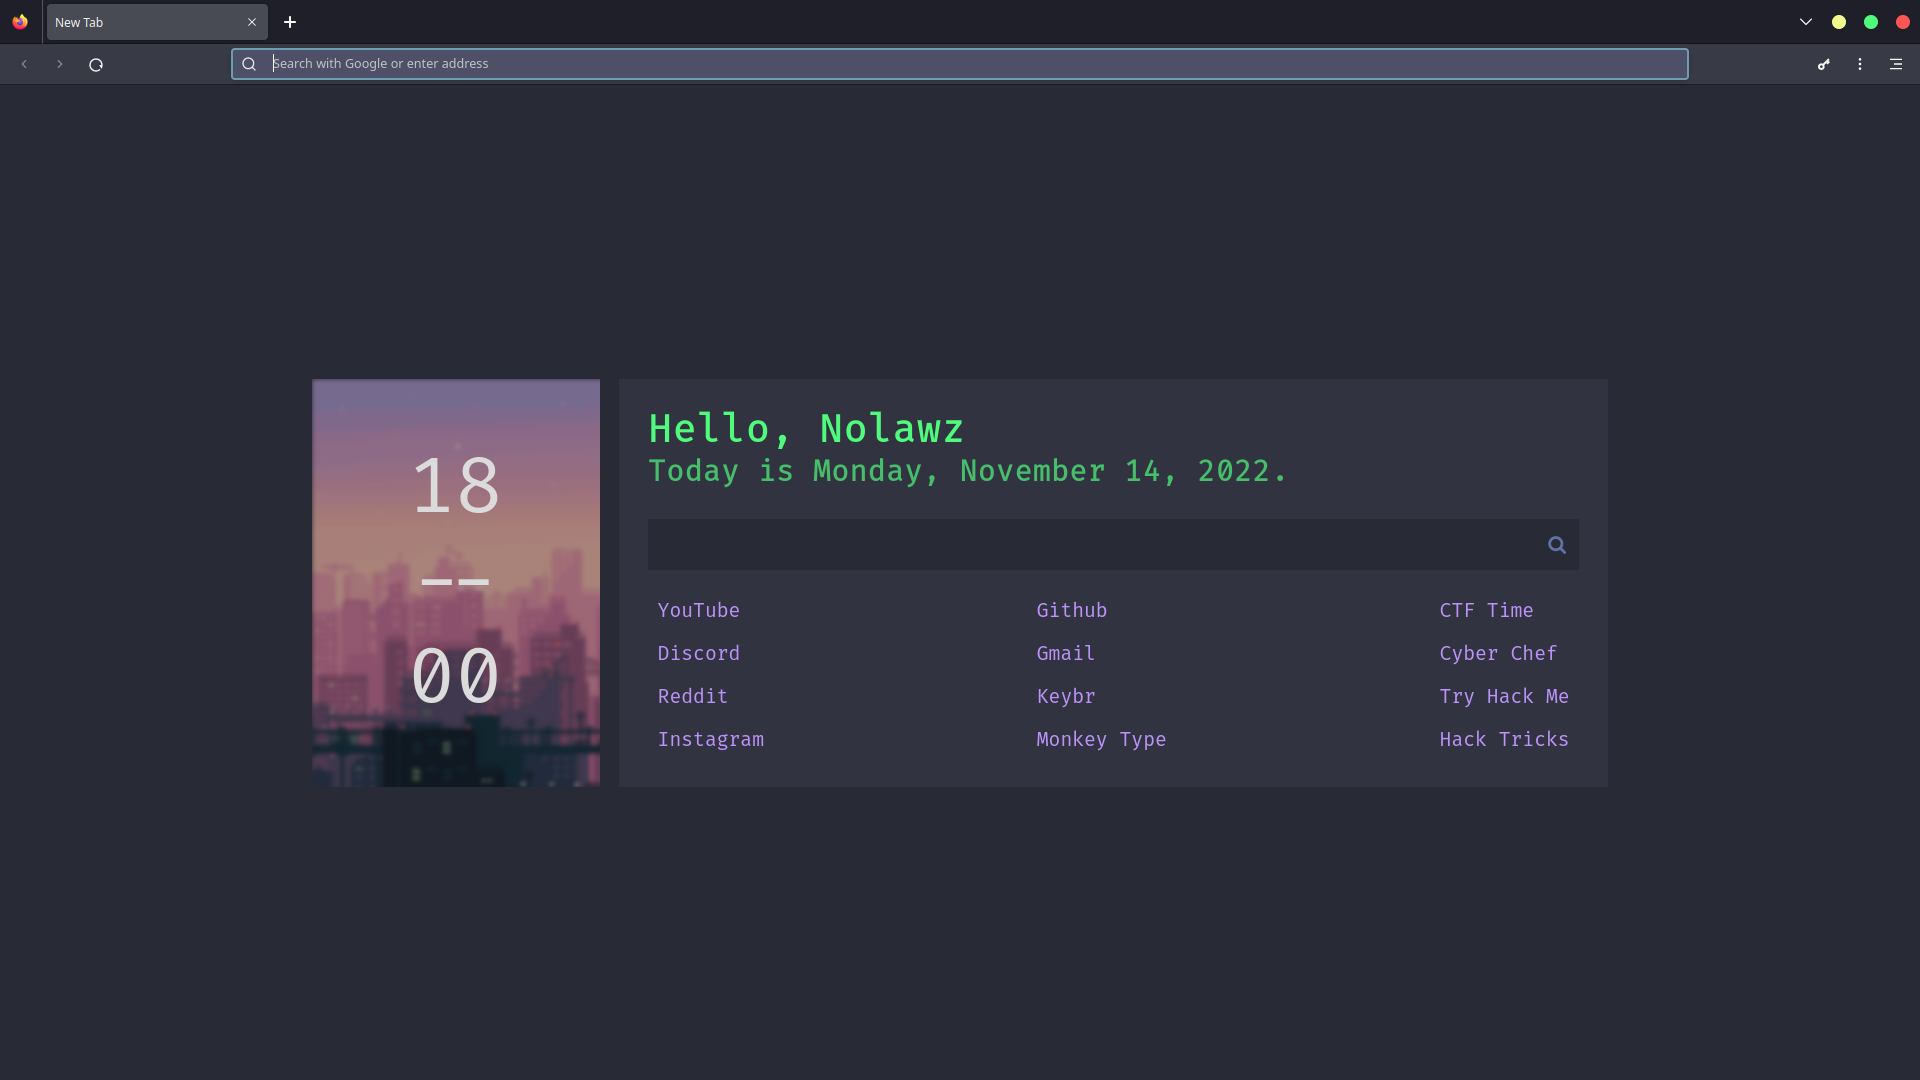 New Tab
Search with Google or enter address
18
--
00
Hello, Nolawz
Today is Monday, November 14, 2022.
YouTube
Github
CTF Time
Discord
Gmail
Cyber Chef
Reddit
Keybr
Try Hack Me
Instagram
Monkey Type
Hack Tricks